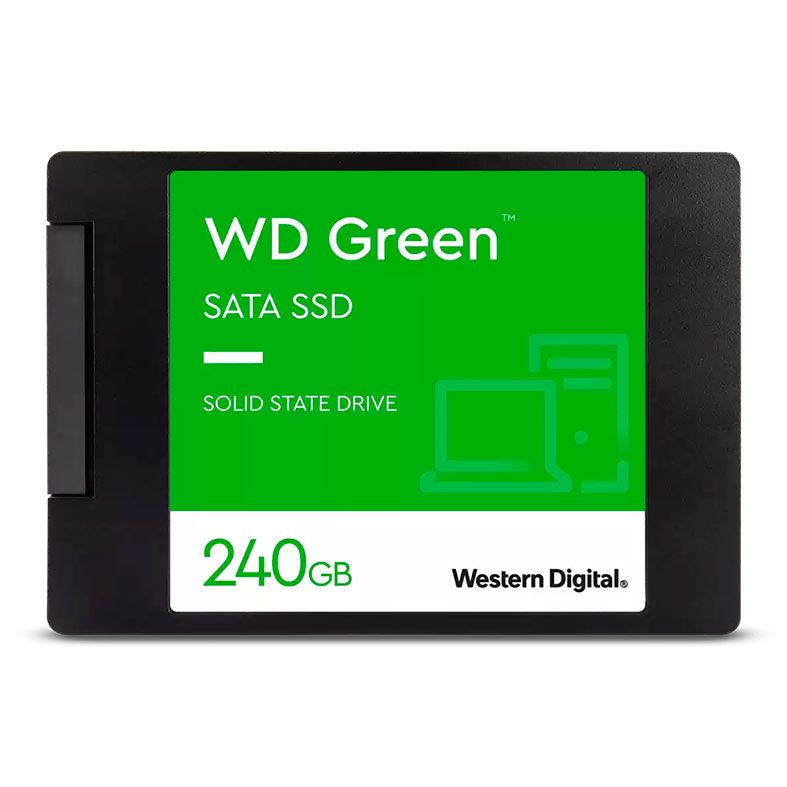 WD Green™
SATA SSD
SOLID STATE DRIVE
240GB
Western Digital®